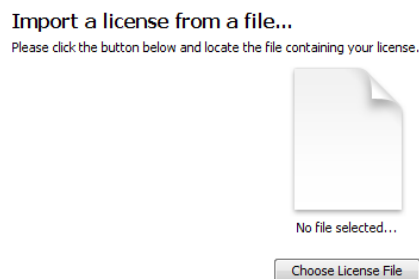 Import a license from a file...
Please click the button below and locate the file containing your license.
No file selected...
Choose License File